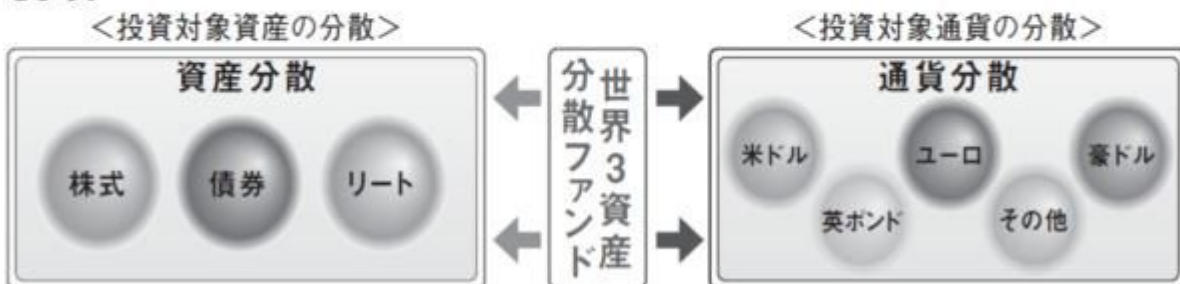 <投資対象資産の分散>
資産分散
株式
債券
リート
世界3資産
分散ファンド
<投資対象通貨の分散>
通貨分散
米ドル
ユーロ
豪ドル
英ポンド
その他